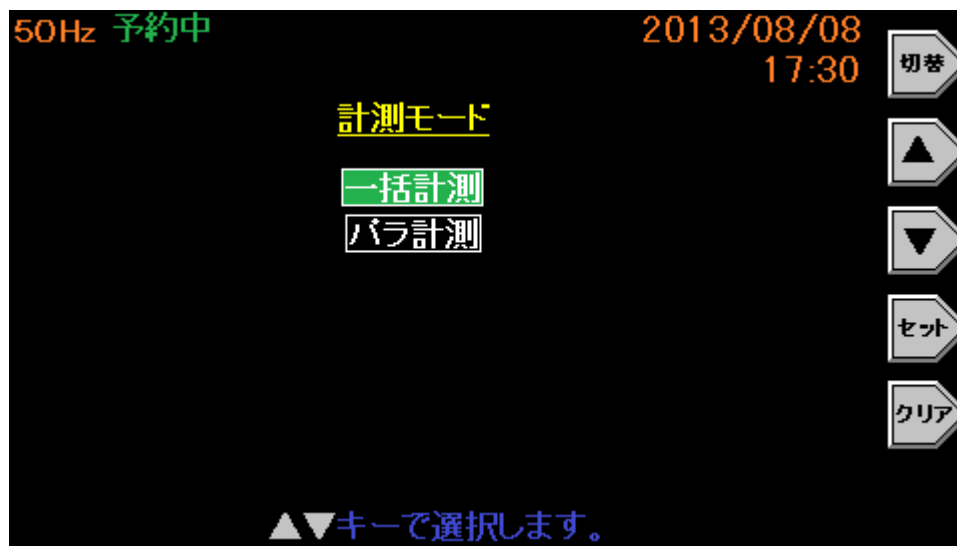 50Hz 予約中
2013/08/08
17:30
計測モード
一括計測
バラ計測
▲▼キーで選択します。
切替
▲
▼
セット
クリア